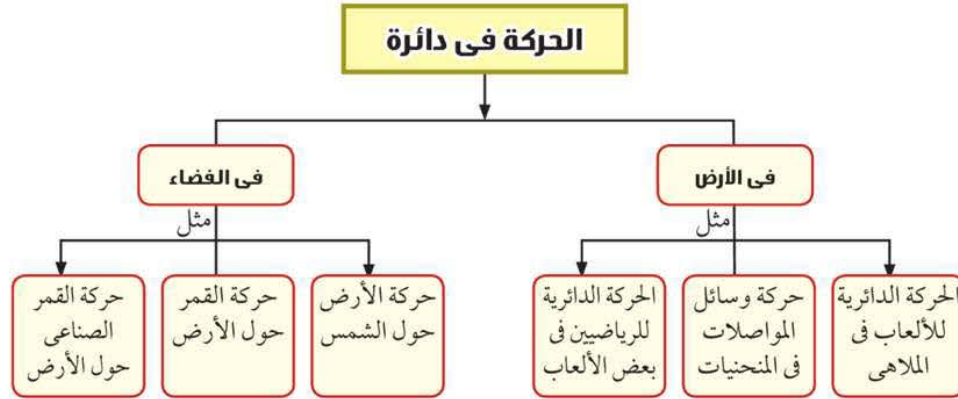 الحركة فى دائرة
فى الأرض
فى الفضاء
مثل
مثل
الحركة الدائرية
للألعاب فى
الملاهى
حركة وسائل
المواصلات
فى المنحنيات
الحركة الدائرية
للرياضيين فى
بعض الألعاب
حركة الأرض
حول الشمس
حركة القمر
حول الأرض
حركة القمر
الصناعى
حول الأرض